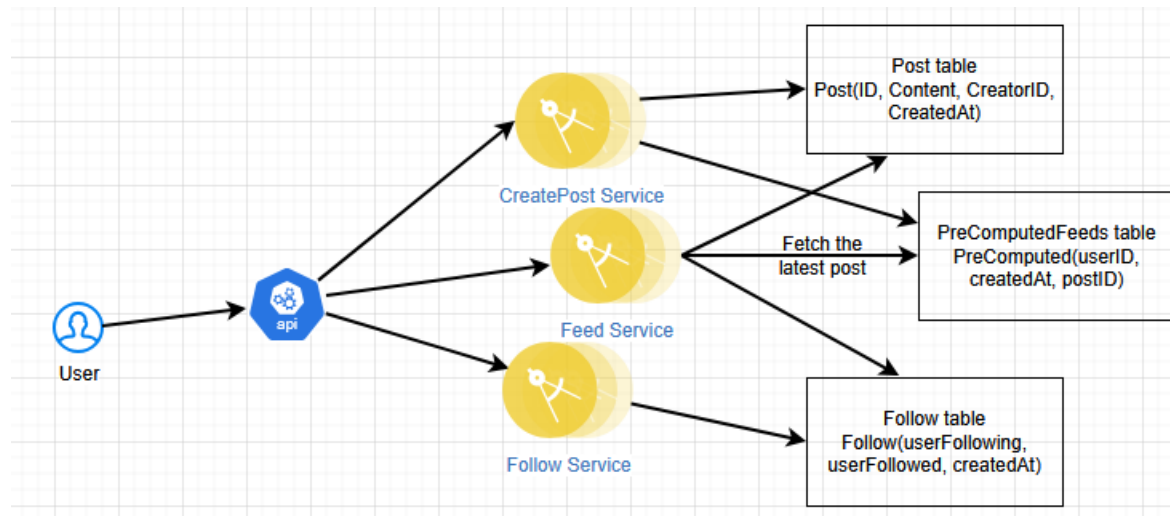 Post table
Post(ID, Content, CreatorID,
CreatedAt)
CreatePost Service
PreComputedFeeds table
PreComputed(userID,
createdAt, postID)
Fetch the
latest post
api
Feed Service
User
Follow table
Follow(userFollowing,
userFollowed, createdAt)
Follow Service